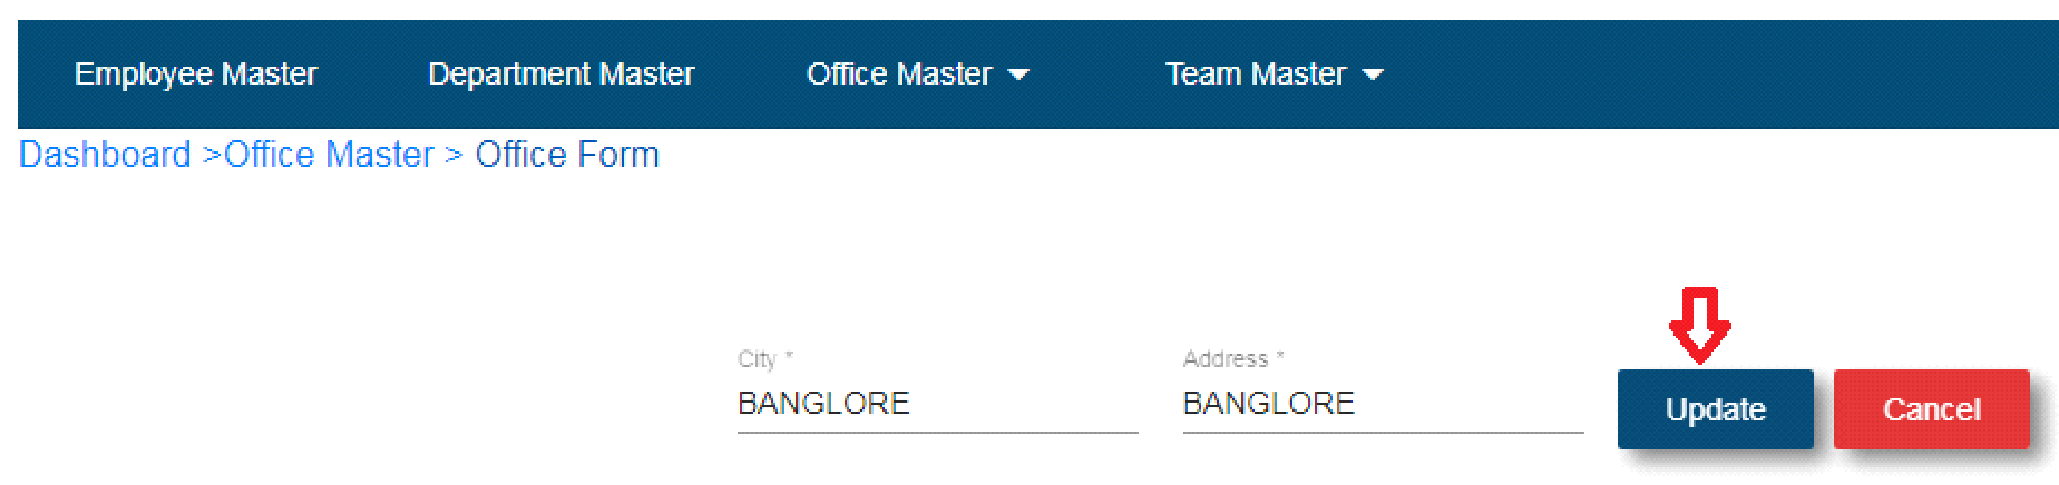 Employee Master Department Master Office Master Team Master
Dashboard >Office Master > Office Form
City * Address *
BANGLORE BANGLORE Update Cancel